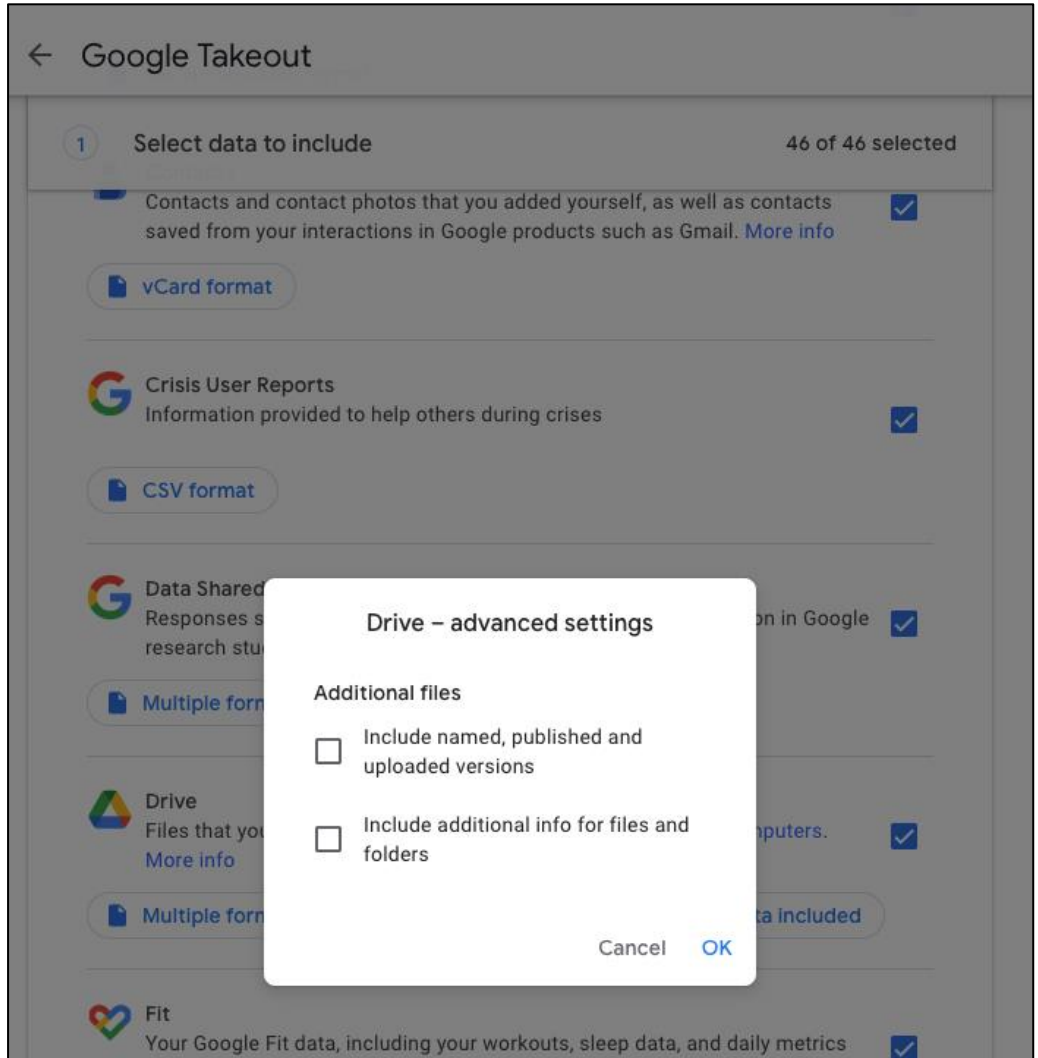 Google Takeout
1
Select data to include
46 of 46 selected
Contacts and contact photos that you added yourself, as well as contacts
saved from your interactions in Google products such as Gmail. More info
vCard format
Crisis User Reports
Information provided to help others during crises
CSV format
Data Shared
Responses s
on in Google
research stu
Multiple form
Drive – advanced settings
Additional files
Include named, published and
uploaded versions
Include additional info for files and
folders
Cancel
OK
Drive
Files that you
nputers.
More info
Multiple form
ta included
Fit
Your Google Fit data, including your workouts, sleep data, and daily metrics